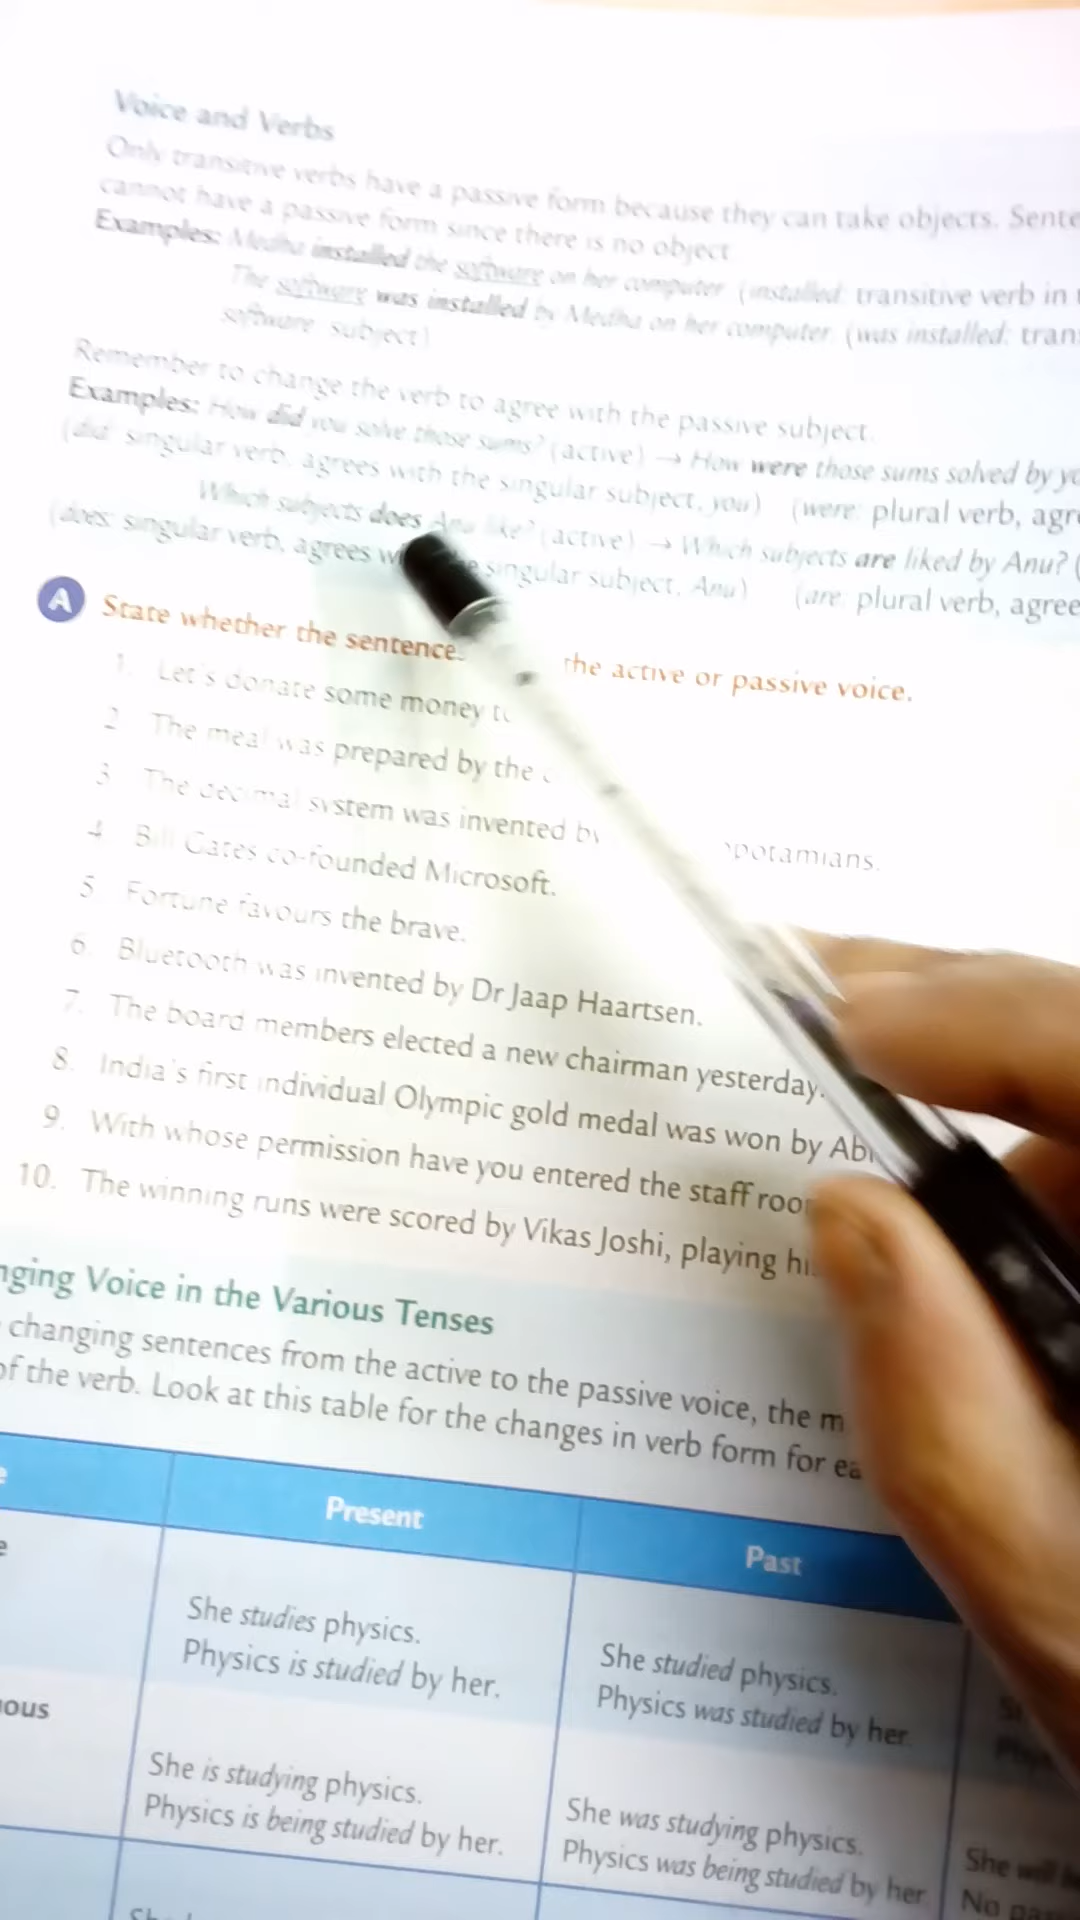 Voice and Verbs
Only transitive verbs have a passive form because they can take objects. Sente
cannot have a passive form since there is no object
Examples: Medha installed the software on her computer (installed: transitive verb in
The software was installed by Medha on her computer. (was installed: tran
software subject)
Remember to change the verb to agree with the passive subject.
Examples: How did you solve those sums? (active) → How were those sums solved by yo
(did: singular verb, agrees with the singular subject, you) (were: plural verb, agr
Which subjects does Anu like? (active) → Which subjects are liked by Anu? (
(does: singular verb, agrees singular subject, Anu) (are: plural verb, agree
A State whether the sentence the active or passive voice.
1. Let's donate some money
2 The meal was prepared by the
3 The decimal system was invented by opotamians.
4 Bill Gates co-founded Microsoft.
5 Fortune favours the brave.
6. Bluetooth was invented by Dr Jaap Haartsen.
7. The board members elected a new chairman yesterday.
8. India's first individual Olympic gold medal was won by Ab
9. With whose permission have you entered the staff roo
10. The winning runs were scored by Vikas Joshi, playing hi
nging Voice in the Various Tenses
changing sentences from the active to the passive voice, the m
of the verb. Look at this table for the changes in verb form for ea
Present
Past
She studies physics.
Physics is studied by her.
She studied physics.
Physics was studied by her
ous
She is studying physics.
Physics is being studied by her.
She was studying physics.
Physics was being studied by her
She will
No pa